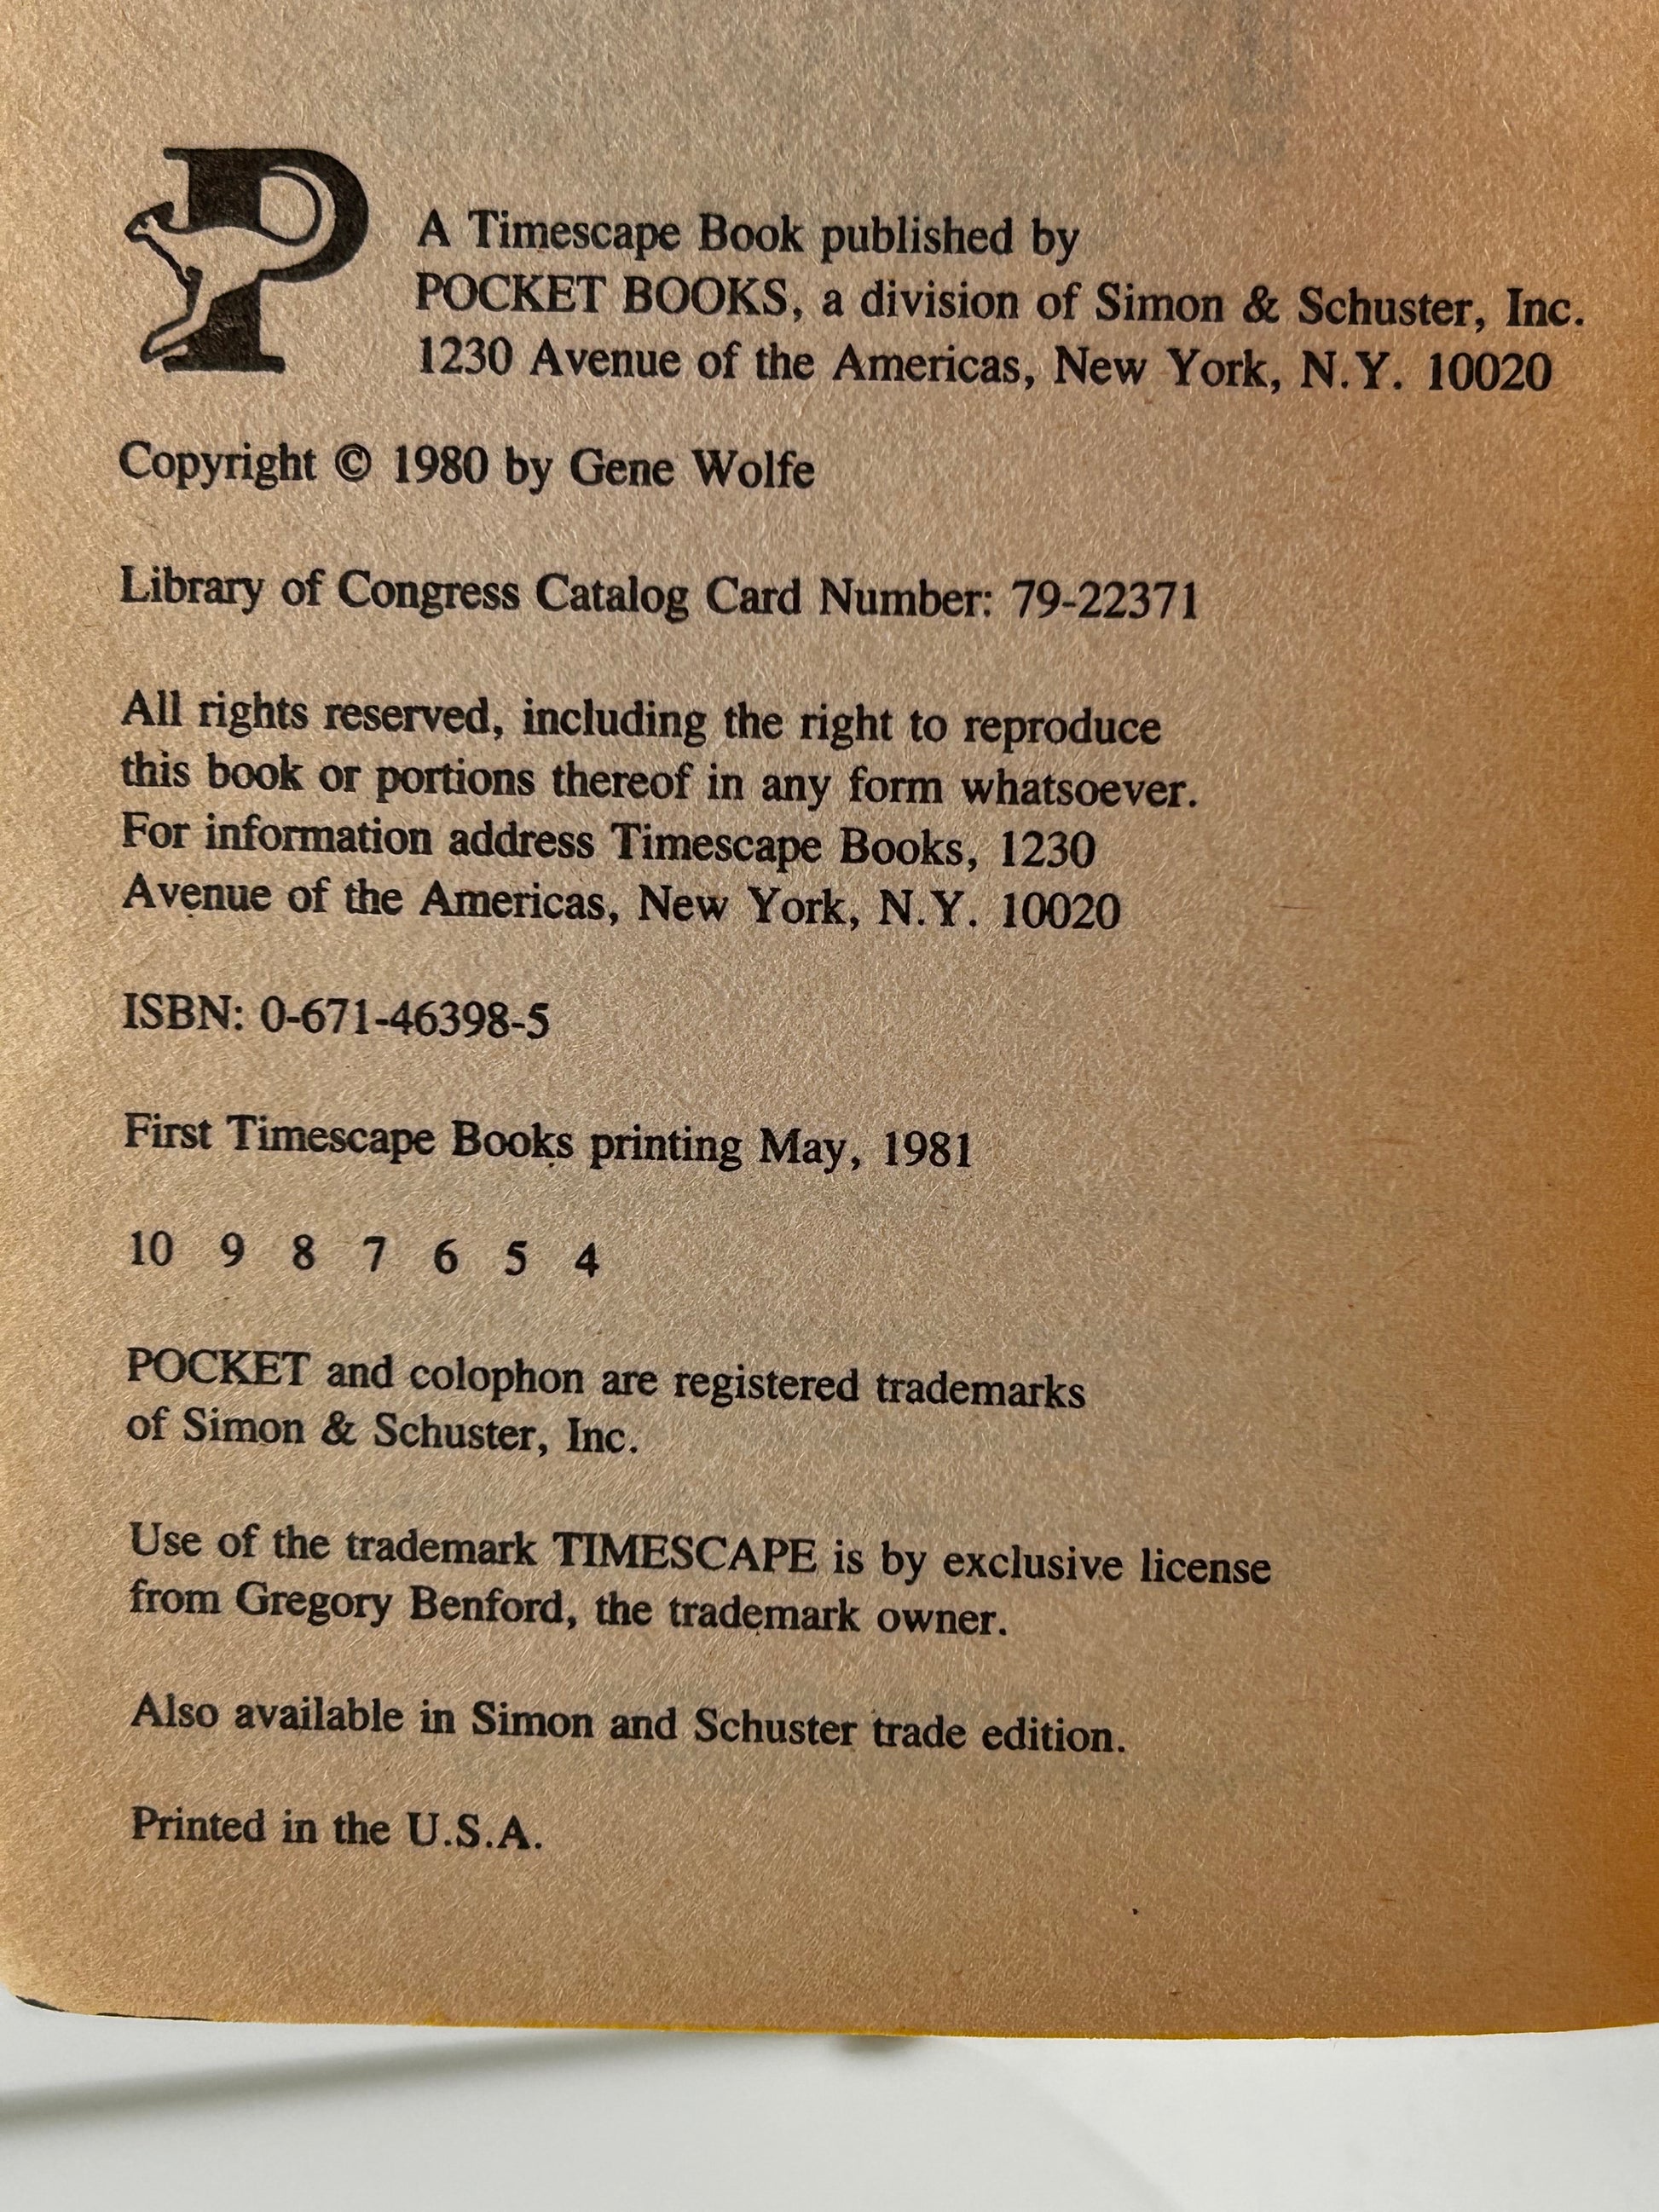 P
A Timescape Book published by
POCKET BOOKS, a division of Simon & Schuster, Inc.
1230 Avenue of the Americas, New York, N.Y. 10020
Copyright © 1980 by Gene Wolfe
Library of Congress Catalog Card Number: 79-22371
All rights reserved, including the right to reproduce
this book or portions thereof in any form whatsoever.
For information address Timescape Books, 1230
Avenue of the Americas, New York, N.Y. 10020
ISBN: 0-671-46398-5
First Timescape Books printing May, 1981
10 9 8 7 6 5 4
POCKET and colophon are registered trademarks
of Simon & Schuster, Inc.
Use of the trademark TIMESCAPE is by exclusive license
from Gregory Benford, the trademark owner.
Also available in Simon and Schuster trade edition.
Printed in the U.S.A.